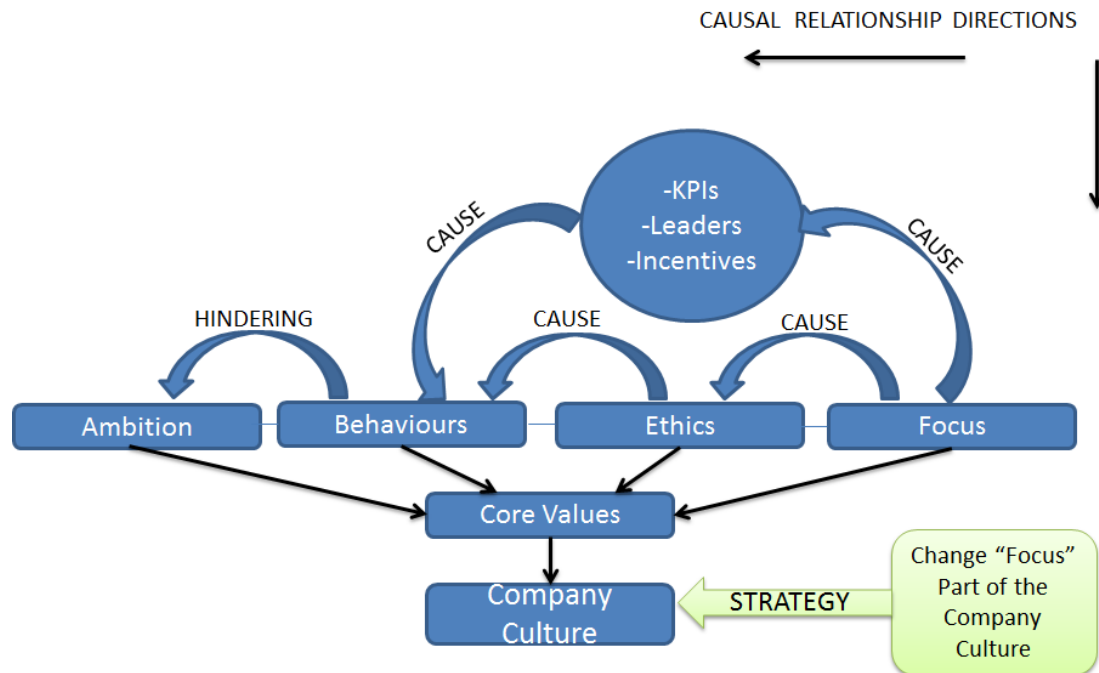 CAUSAL RELATIONSHIP DIRECTIONS
-KPIs
-Leaders
-Incentives
CAUSE
CAUSE
HINDERING
CAUSE
CAUSE
Ambition
Behaviours
Ethics
Focus
Core Values
Company
Culture
STRATEGY
Change “Focus”
Part of the
Company
Culture